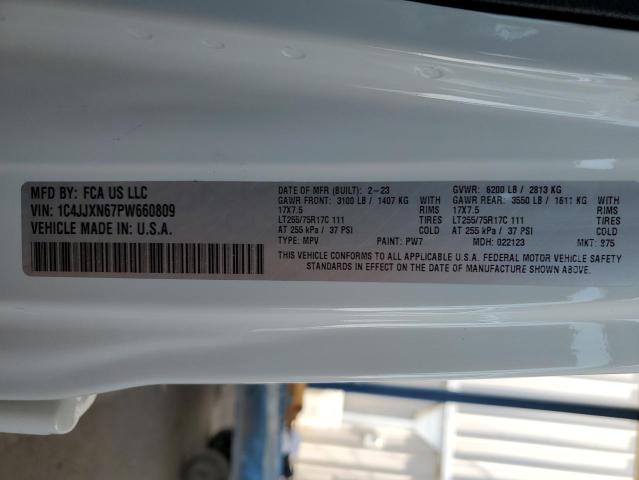 MFD BY: FCA US LLC
VIN: 1C4JJXN67PW660809
VEHICLE MADE IN: U.S.A.
DATE OF MFR (BUILT): 2-23 GVWR: 6200 LB / 2813 KG
GAWR FRONT: 3100 LB / 1407 KG WITH GAWR REAR: 3550 LB / 1611 KG WITH
17X7.5 RIMS 17X7.5 RIMS
LT255/75R17C 111 TIRES LT255/75R17C 111 TIRES
AT 255 kPa / 37 PSI COLD AT 255 kPa / 37 PSI COLD
TYPE: MPV PAINT: PW7 MDH: 022123 MKT: 975
THIS VEHICLE CONFORMS TO ALL APPLICABLE U.S.A. FEDERAL MOTOR VEHICLE SAFETY
STANDARDS IN EFFECT ON THE DATE OF MANUFACTURE SHOWN ABOVE.